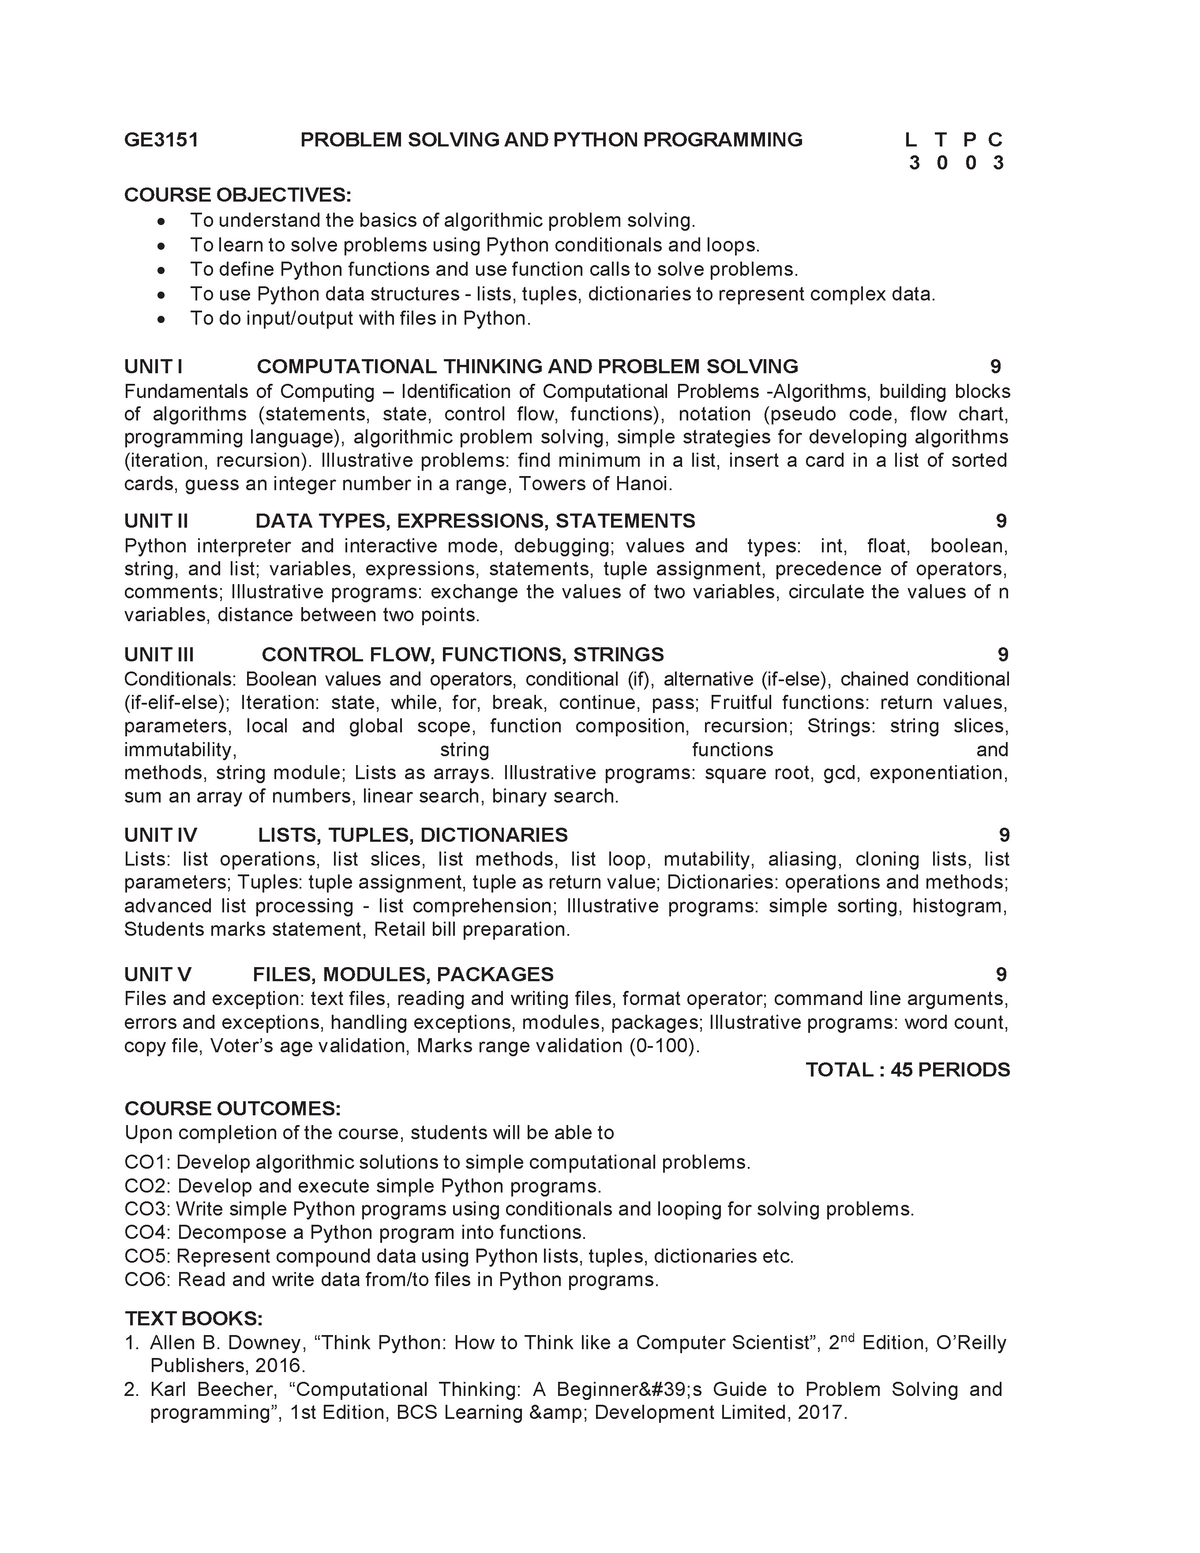 GE3151 PROBLEM SOLVING AND PYTHON PROGRAMMING L T P C
3 0 0 3
COURSE OBJECTIVES:
• To understand the basics of algorithmic problem solving.
• To learn to solve problems using Python conditionals and loops.
• To define Python functions and use function calls to solve problems.
• To use Python data structures - lists, tuples, dictionaries to represent complex data.
• To do input/output with files in Python.
UNIT I COMPUTATIONAL THINKING AND PROBLEM SOLVING 9
Fundamentals of Computing – Identification of Computational Problems -Algorithms, building blocks
of algorithms (statements, state, control flow, functions), notation (pseudo code, flow chart,
programming language), algorithmic problem solving, simple strategies for developing algorithms
(iteration, recursion). Illustrative problems: find minimum in a list, insert a card in a list of sorted
cards, guess an integer number in a range, Towers of Hanoi.
UNIT II DATA TYPES, EXPRESSIONS, STATEMENTS 9
Python interpreter and interactive mode, debugging; values and types: int, float, boolean,
string, and list; variables, expressions, statements, tuple assignment, precedence of operators,
comments; Illustrative programs: exchange the values of two variables, circulate the values of n
variables, distance between two points.
UNIT III CONTROL FLOW, FUNCTIONS, STRINGS 9
Conditionals: Boolean values and operators, conditional (if), alternative (if-else), chained conditional
(if-elif-else); Iteration: state, while, for, break, continue, pass; Fruitful functions: return values,
parameters, local and global scope, function composition, recursion; Strings: string slices,
immutability, string functions and
methods, string module; Lists as arrays. Illustrative programs: square root, gcd, exponentiation,
sum an array of numbers, linear search, binary search.
UNIT IV LISTS, TUPLES, DICTIONARIES 9
Lists: list operations, list slices, list methods, list loop, mutability, aliasing, cloning lists, list
parameters; Tuples: tuple assignment, tuple as return value; Dictionaries: operations and methods;
advanced list processing - list comprehension; Illustrative programs: simple sorting, histogram,
Students marks statement, Retail bill preparation.
UNIT V FILES, MODULES, PACKAGES 9
Files and exception: text files, reading and writing files, format operator; command line arguments,
errors and exceptions, handling exceptions, modules, packages; Illustrative programs: word count,
copy file, Voter’s age validation, Marks range validation (0-100).
TOTAL : 45 PERIODS
COURSE OUTCOMES:
Upon completion of the course, students will be able to
CO1: Develop algorithmic solutions to simple computational problems.
CO2: Develop and execute simple Python programs.
CO3: Write simple Python programs using conditionals and looping for solving problems.
CO4: Decompose a Python program into functions.
CO5: Represent compound data using Python lists, tuples, dictionaries etc.
CO6: Read and write data from/to files in Python programs.
TEXT BOOKS:
1. Allen B. Downey, “Think Python: How to Think like a Computer Scientist”, 2nd Edition, O’Reilly
Publishers, 2016.
2. Karl Beecher, “Computational Thinking: A Beginner&#39;s Guide to Problem Solving and
programming”, 1st Edition, BCS Learning &amp; Development Limited, 2017.